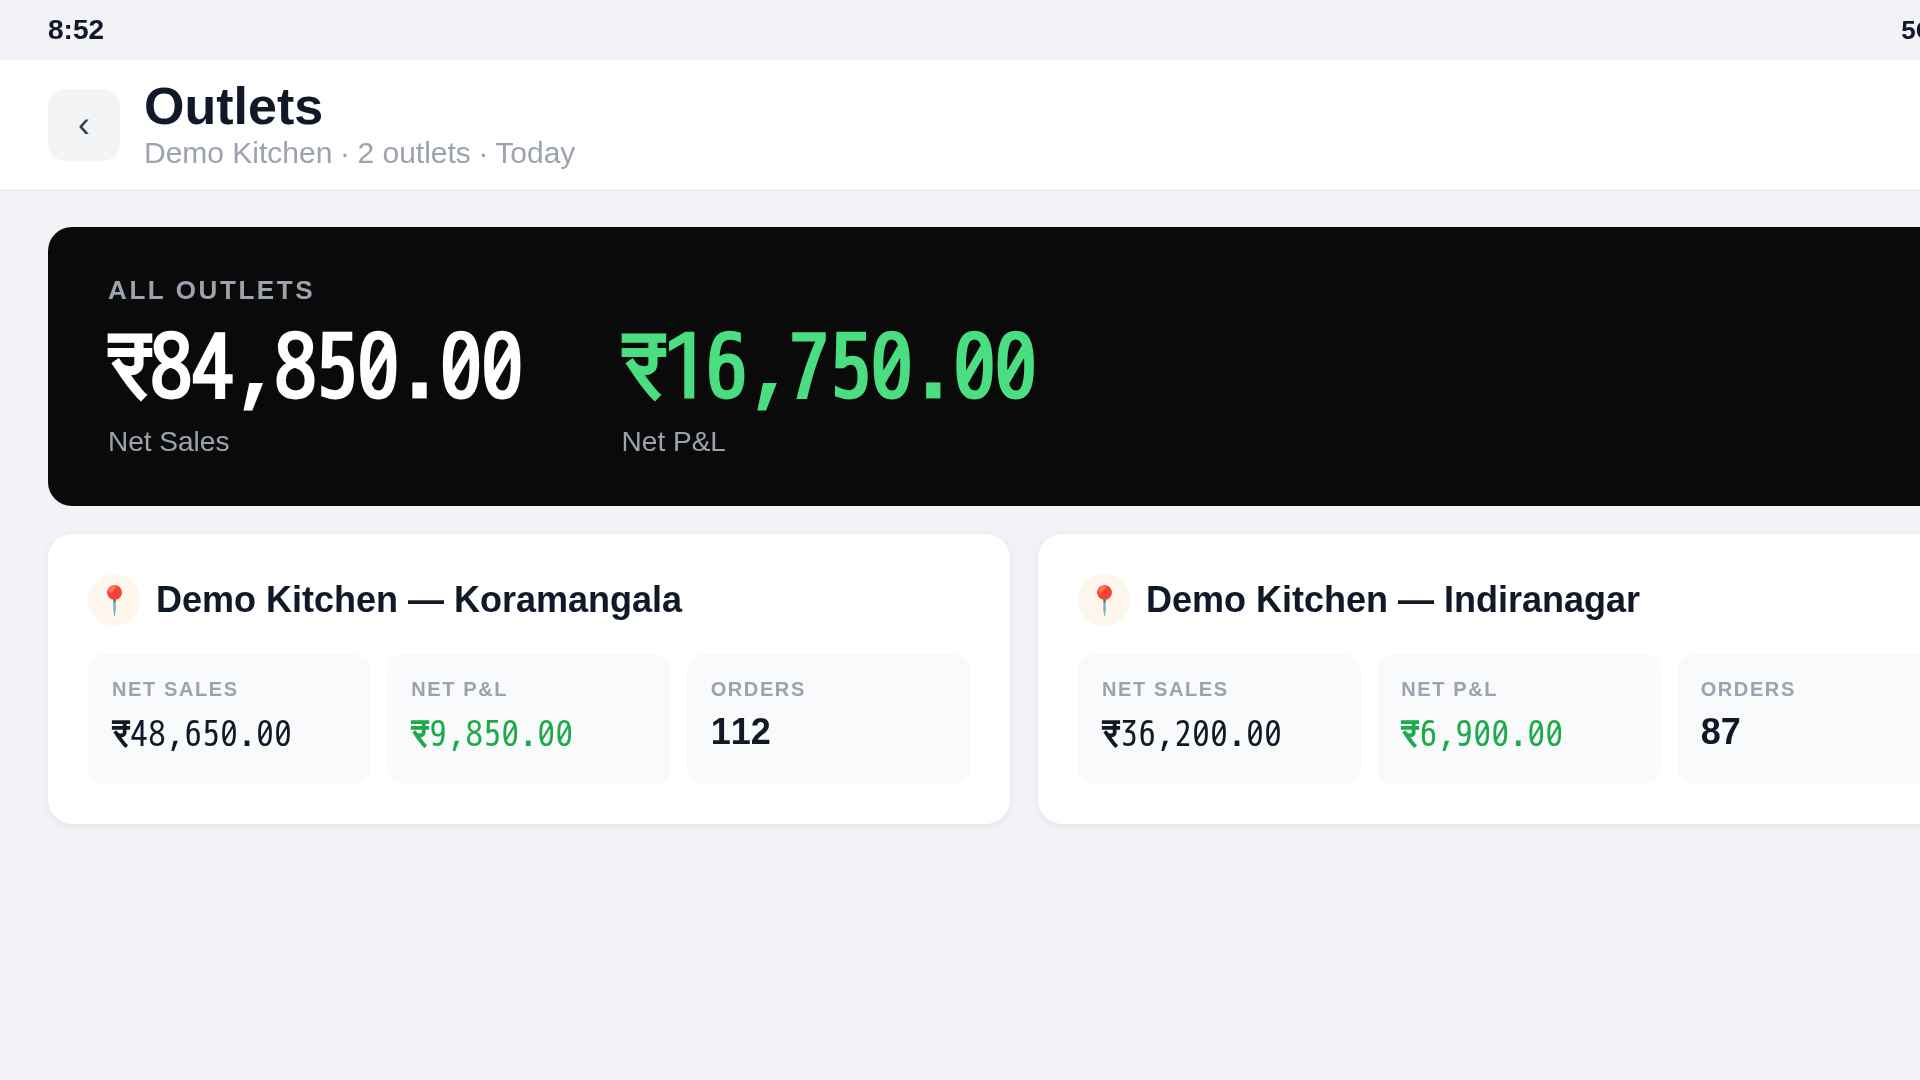 8:52
‹
Outlets
Demo Kitchen · 2 outlets · Today
ALL OUTLETS
₹84,850.00 ₹16,750.00
Net Sales Net P&L
Demo Kitchen — Koramangala
NET SALES NET P&L ORDERS
₹48,650.00 ₹9,850.00 112
Demo Kitchen — Indiranagar
NET SALES NET P&L ORDERS
₹36,200.00 ₹6,900.00 87